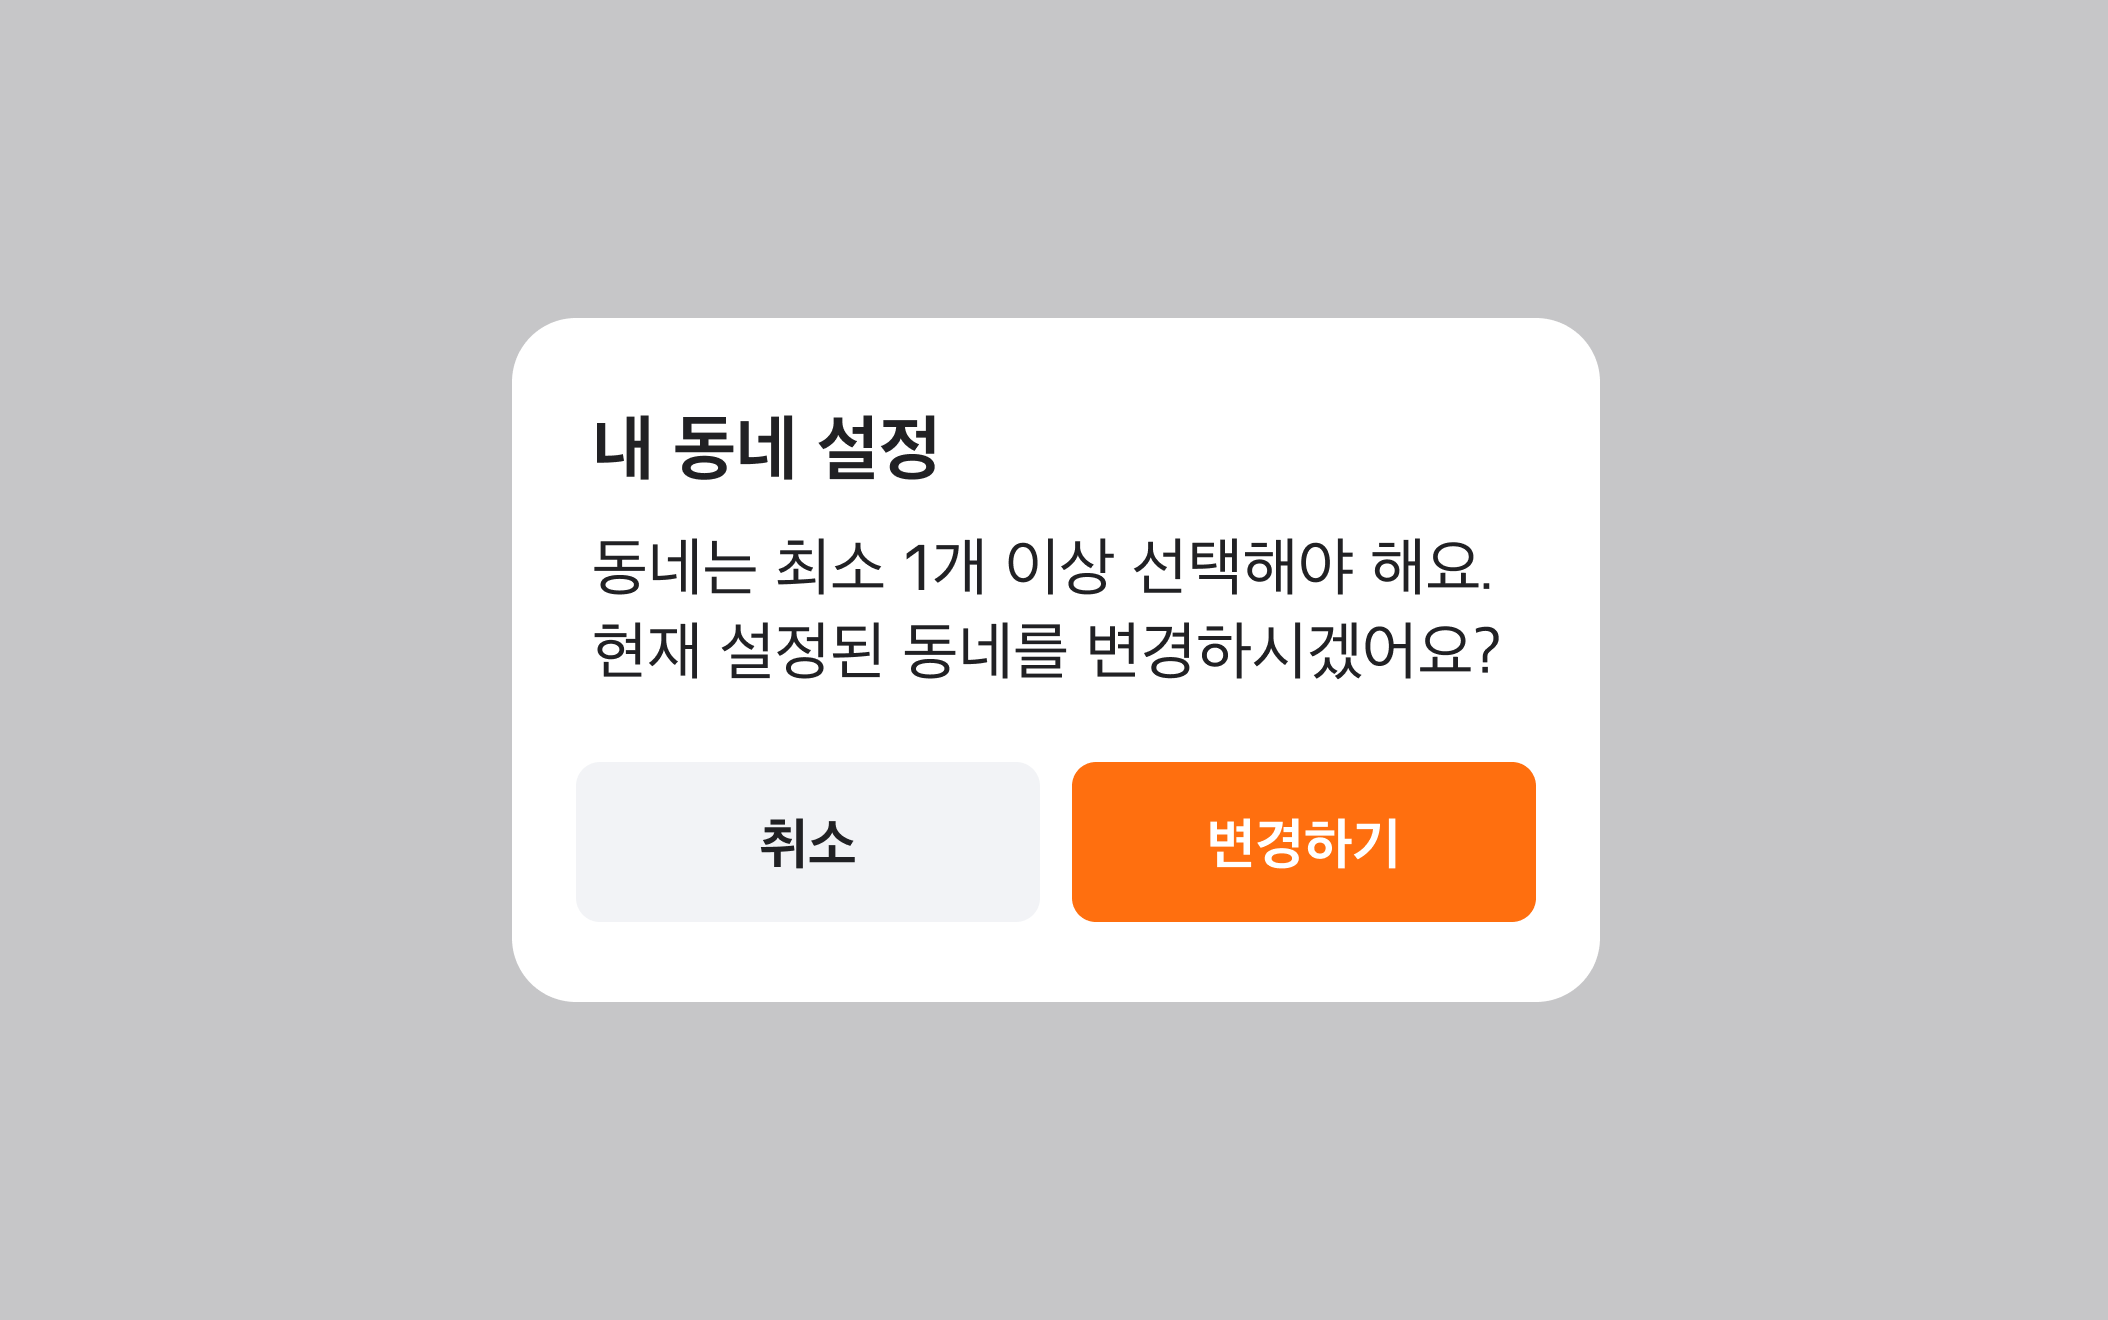 내 동네 설정
동네는 최소 1개 이상 선택해야 해요.
현재 설정된 동네를 변경하시겠어요?
취소
변경하기